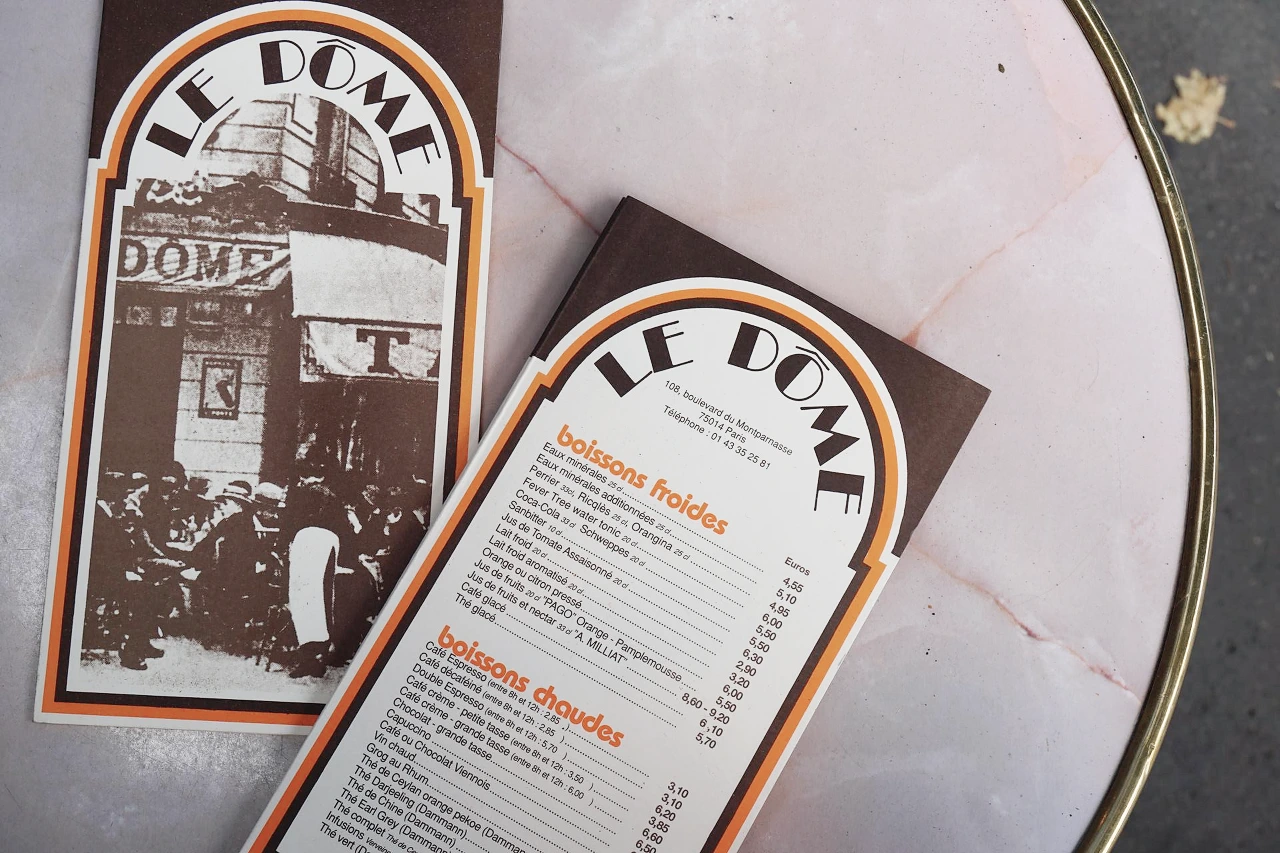 LE DÔME
DÔME
T
LE DÔME
108, boulevard du Montparnasse
75014 Paris
Téléphone : 01 43 35 25 81
boissons froides
Euros
Eaux minérales 25 cl 4,55
Eaux minérales additionnées 25 cl 5,10
Perrier 33cl, Ricqlès 25 cl, Orangina 25 cl 4,95
Fever Tree water tonic 20 cl 6,00
Coca-Cola 33 cl Schweppes 20 cl 5,50
Sanbitter 10 cl 5,50
Jus de Tomate Assaisonné 20 cl 6,30
Lait froid 20 cl 2,90
Lait froid aromatisé 20 cl 3,20
Orange ou citron pressé 6,00
Jus de fruits 20 cl "PAGO" Orange - Pamplemousse 5,50
Jus de fruits et nectar 33 cl "A. MILLIAT" 8,60 - 9,20
Café glacé 6,10
Thé glacé 5,70
boissons chaudes
Café Espresso (entre 8h et 12h : 2,85 ) 3,10
Café décaféiné (entre 8h et 12h : 2,85 ) 3,10
Double Espresso (entre 8h et 12h : 5,70 ) 6,20
Café crème - petite tasse (entre 8h et 12h : 3,50 ) 3,85
Café crème - grande tasse (entre 8h et 12h : 6,00 ) 6,60
Chocolat - grande tasse 6,50
Capuccino
Café ou Chocolat Viennois
Vin chaud
Grog au Rhum
Thé de Ceylan orange pekoe (Damman
Thé Darjeeling (Dammann)
Thé de Chine (Dammann)
Thé Earl Grey (Dammann)
Thé complet Thé de Ce
Infusions Verveine
Thé vert (D